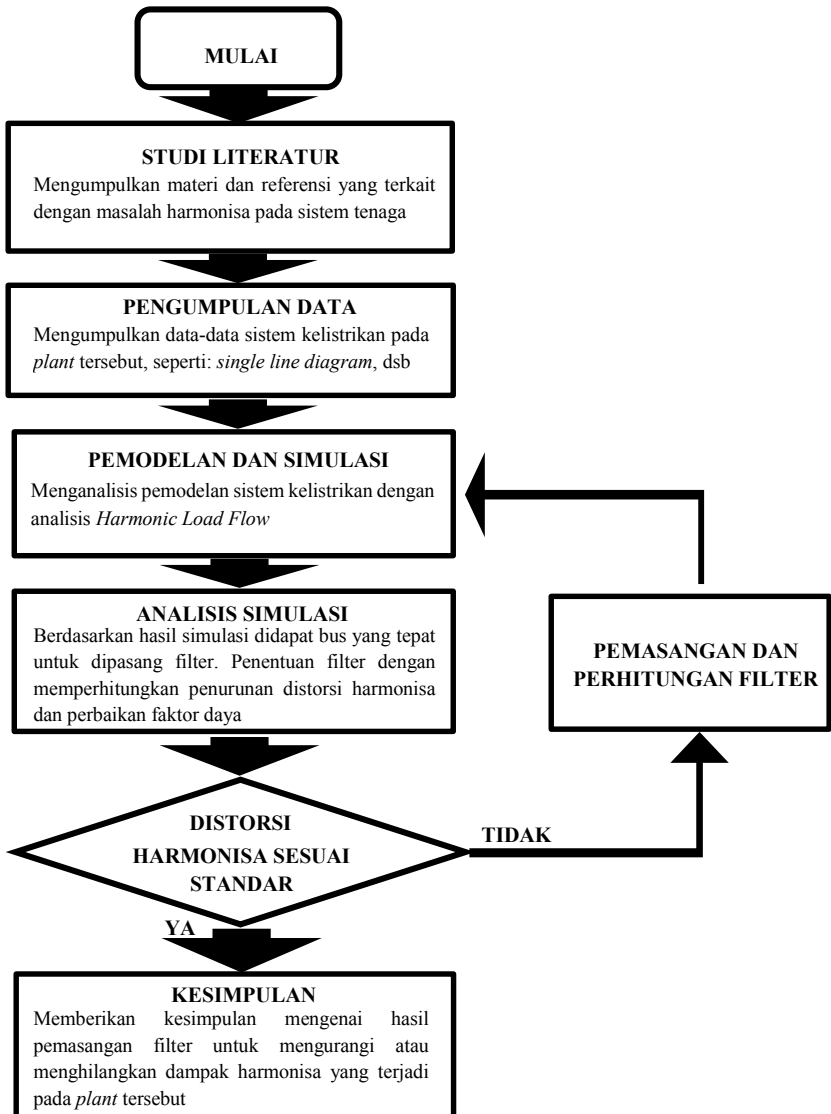 MULAI
STUDI LITERATUR
Mengumpulkan materi dan referensi yang terkait
dengan masalah harmonisa pada sistem tenaga
PENGUMPULAN DATA
Mengumpulkan data-data sistem kelistrikan pada
plant tersebut, seperti: single line diagram, dsb
PEMODELAN DAN SIMULASI
Menganalisis pemodelan sistem kelistrikan dengan
analisis Harmonic Load Flow
ANALISIS SIMULASI
Berdasarkan hasil simulasi didapat bus yang tepat
untuk dipasang filter. Penentuan filter dengan
memperhitungkan penurunan distorsi harmonisa
dan perbaikan faktor daya
PEMASANGAN DAN
PERHITUNGAN FILTER
DISTORSI
HARMONISA SESUAI
STANDAR
TIDAK
YA
KESIMPULAN
Memberikan kesimpulan mengenai hasil
pemasangan filter untuk mengurangi atau
menghilangkan dampak harmonisa yang terjadi
pada plant tersebut